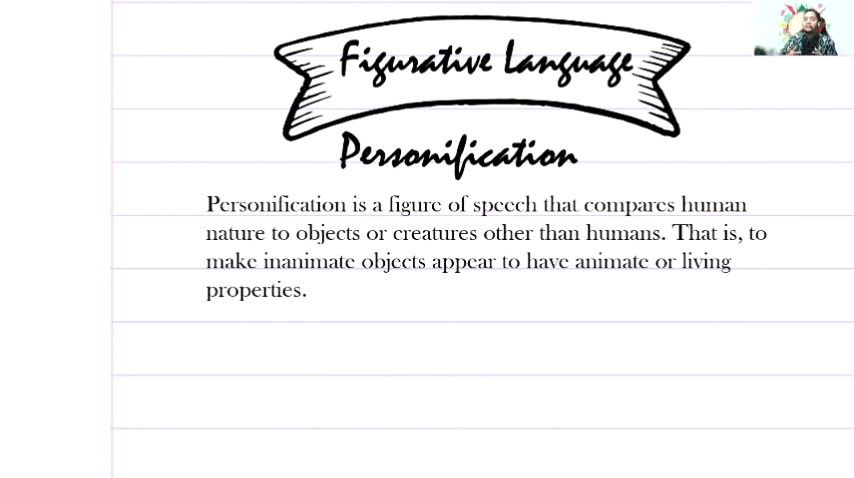 Figurative Language
Personification
Personification is a figure of speech that compares human
nature to objects or creatures other than humans. That is, to
make inanimate objects appear to have animate or living
properties.